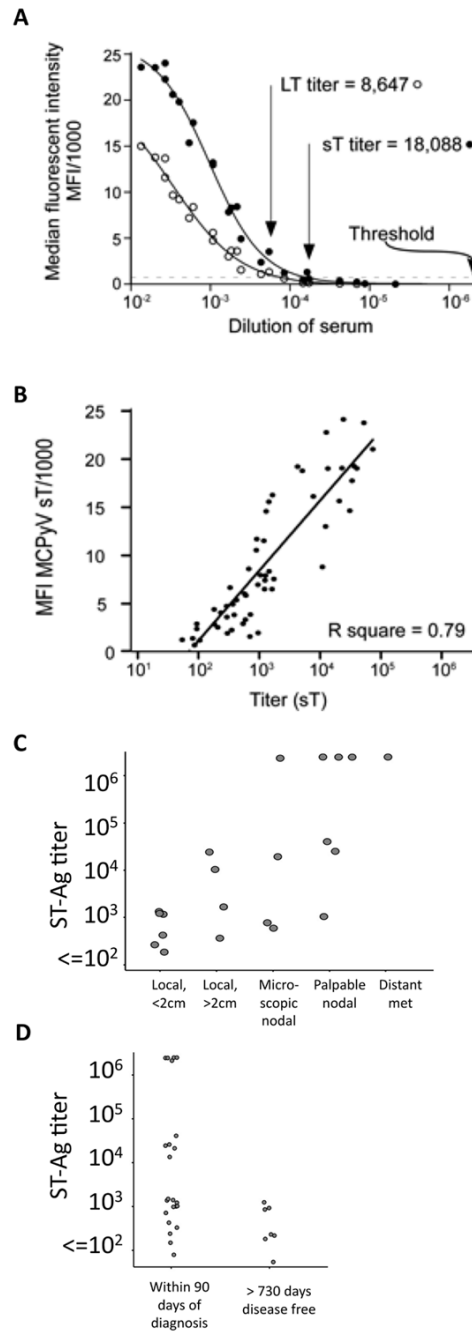 A
Median fluorescent intensity
MFI/1000
25
20
15
10
5
0
LT titer = 8,647
sT titer = 18,088
Threshold
10-2
10-3
10-4
10-5
10-6
Dilution of serum
B
MFI MCPyV sT/1000
25
20
15
10
5
0
R square = 0.79
10¹
10²
10³
10⁴
10⁵
10⁶
Titer (sT)
C
ST-Ag titer
10⁶
10⁵
10⁴
10³
<=10²
Local,
<2cm
Local,
>2cm
Micro-
scopic
nodal
Palpable
nodal
Distant
met
D
ST-Ag titer
10⁶
10⁵
10⁴
10³
<=10²
Within 90
days of
diagnosis
> 730 days
disease free